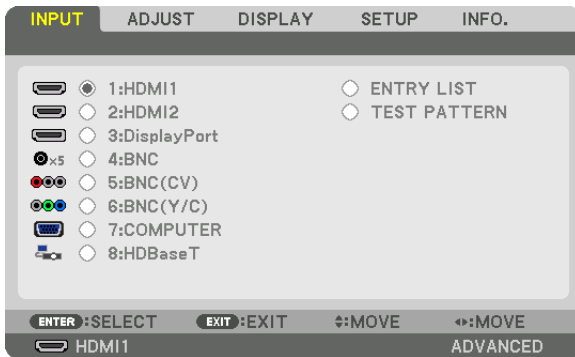 INPUT ADJUST DISPLAY SETUP INFO.
1:HDMI1 ENTRY LIST
2:HDMI2 TEST PATTERN
3:DisplayPort
×5 4:BNC
5:BNC(CV)
6:BNC(Y/C)
7:COMPUTER
8:HDBaseT
ENTER:SELECT EXIT:EXIT :MOVE :MOVE
HDMI1 ADVANCED